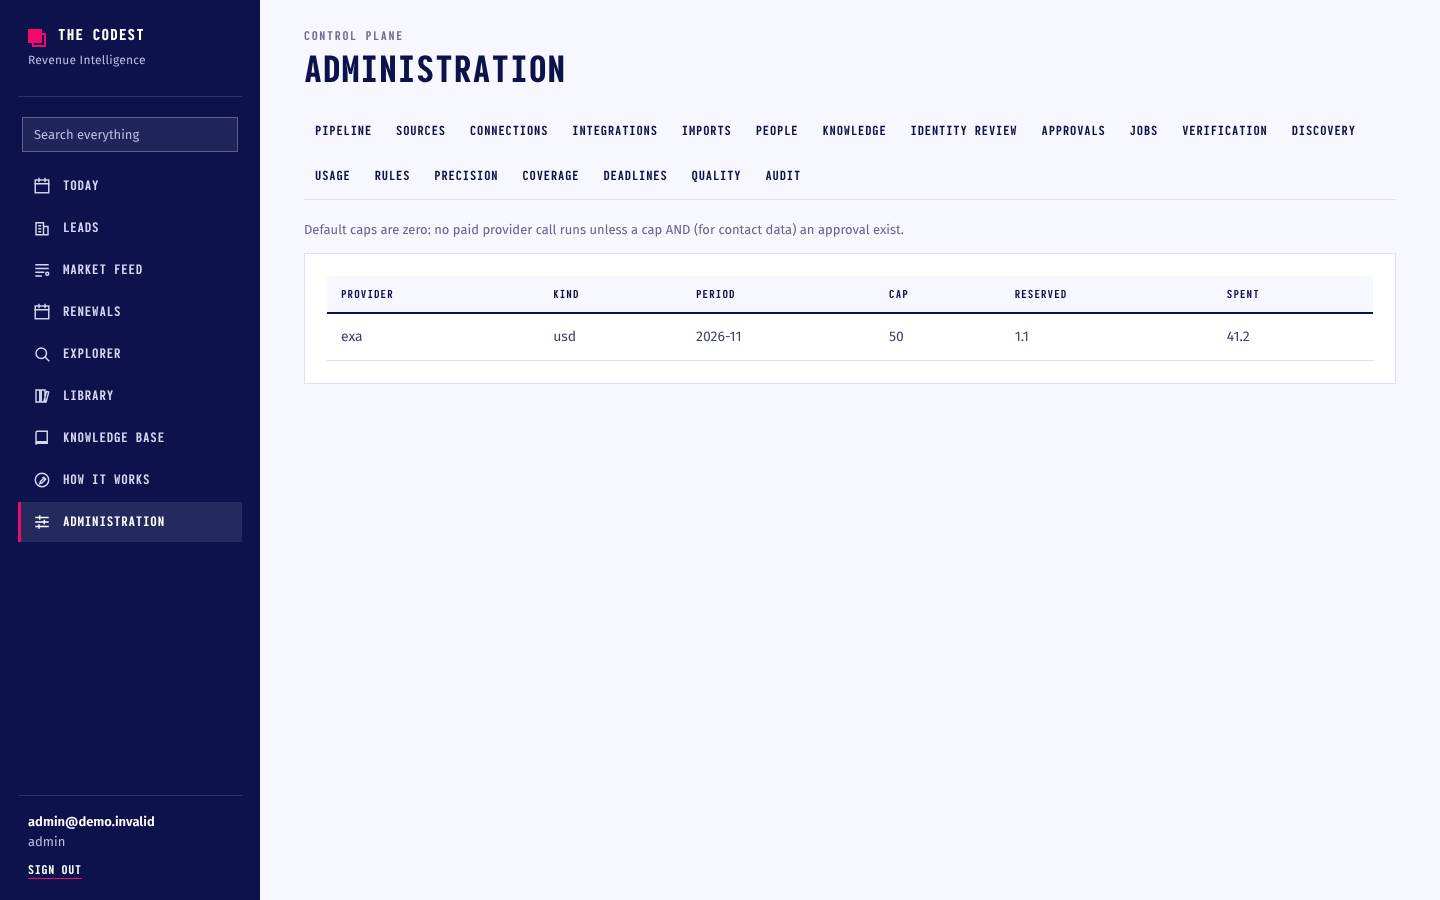 THE CODEST
Revenue Intelligence
Search everything
TODAY
LEADS
MARKET FEED
RENEWALS
EXPLORER
LIBRARY
KNOWLEDGE BASE
HOW IT WORKS
ADMINISTRATION
admin@demo.invalid
admin
SIGN OUT
CONTROL PLANE
ADMINISTRATION
PIPELINE SOURCES CONNECTIONS INTEGRATIONS IMPORTS PEOPLE KNOWLEDGE IDENTITY REVIEW APPROVALS JOBS VERIFICATION DISCOVERY
USAGE RULES PRECISION COVERAGE DEADLINES QUALITY AUDIT
Default caps are zero: no paid provider call runs unless a cap AND (for contact data) an approval exist.
PROVIDER KIND PERIOD CAP RESERVED SPENT
exa usd 2026-11 50 1.1 41.2